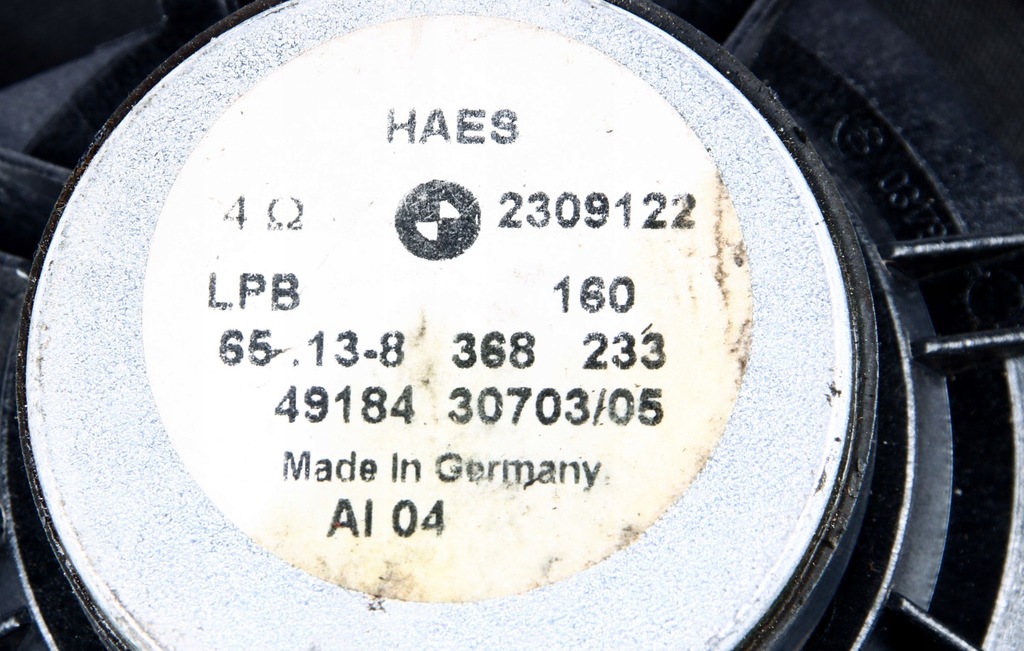 HAES
4 Ω 2309122
LPB 160
65.13-8 368 233
49184 30703/05
Made In Germany
AI 04